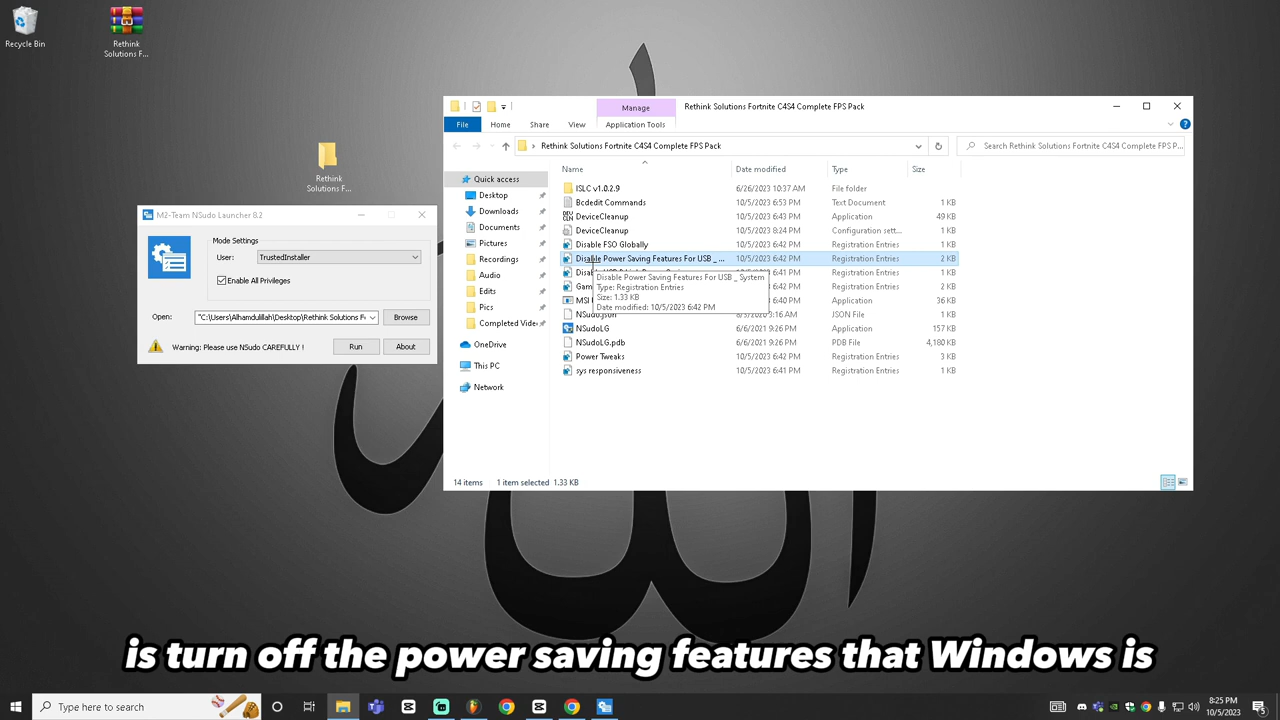 Recycle Bin
Rethink
Solutions F...
Rethink
Solutions F...
M2-Team NSudo Launcher 8.2
Mode Settings
User:
TrustedInstaller
Enable All Privileges
Open:
"C:\Users\Alhamdulillah\Desktop\Rethink Solutions F
Browse
Warning: Please use NSudo CAREFULLY !
Run
About
Manage
Rethink Solutions Fortnite C4S4 Complete FPS Pack
File
Home
Share
View
Application Tools
Rethink Solutions Fortnite C4S4 Complete FPS Pack
Search Rethink Solutions Fortnite C4S4 Complete FPS P...
Quick access
Desktop
Downloads
Documents
Pictures
Recordings
Audio
Edits
Pics
Completed Vide
OneDrive
This PC
Network
Name Date modified Type Size
ISLC v1.0.2.9 6/26/2023 10:37 AM File folder
Bcdedit Commands 10/5/2023 6:53 PM Text Document 1 KB
DeviceCleanup 10/5/2023 6:43 PM Application 49 KB
DeviceCleanup 10/5/2023 8:24 PM Configuration sett... 1 KB
Disable FSO Globally 10/5/2023 6:42 PM Registration Entries 1 KB
Disable Power Saving Features For USB _ ... 10/5/2023 6:42 PM Registration Entries 2 KB
10/5/2023 6:41 PM Registration Entries 1 KB
Registration Entries 1 KB
MSI Application 36 KB
NSudo.json JSON File 2 KB
NSudoLG 6/6/2021 9:26 PM Application 157 KB
NSudoLG.pdb 6/6/2021 9:26 PM PDB File 4,180 KB
Power Tweaks 10/5/2023 6:42 PM Registration Entries 3 KB
sys responsiveness 10/5/2023 6:41 PM Registration Entries 1 KB
Disable Power Saving Features For USB _ System
Type: Registration Entries
Size: 1.33 KB
Date modified: 10/5/2023 6:42 PM
14 items 1 item selected 1.33 KB
is turn off the power saving features that Windows is
Type here to search
8:25 PM
10/5/2023